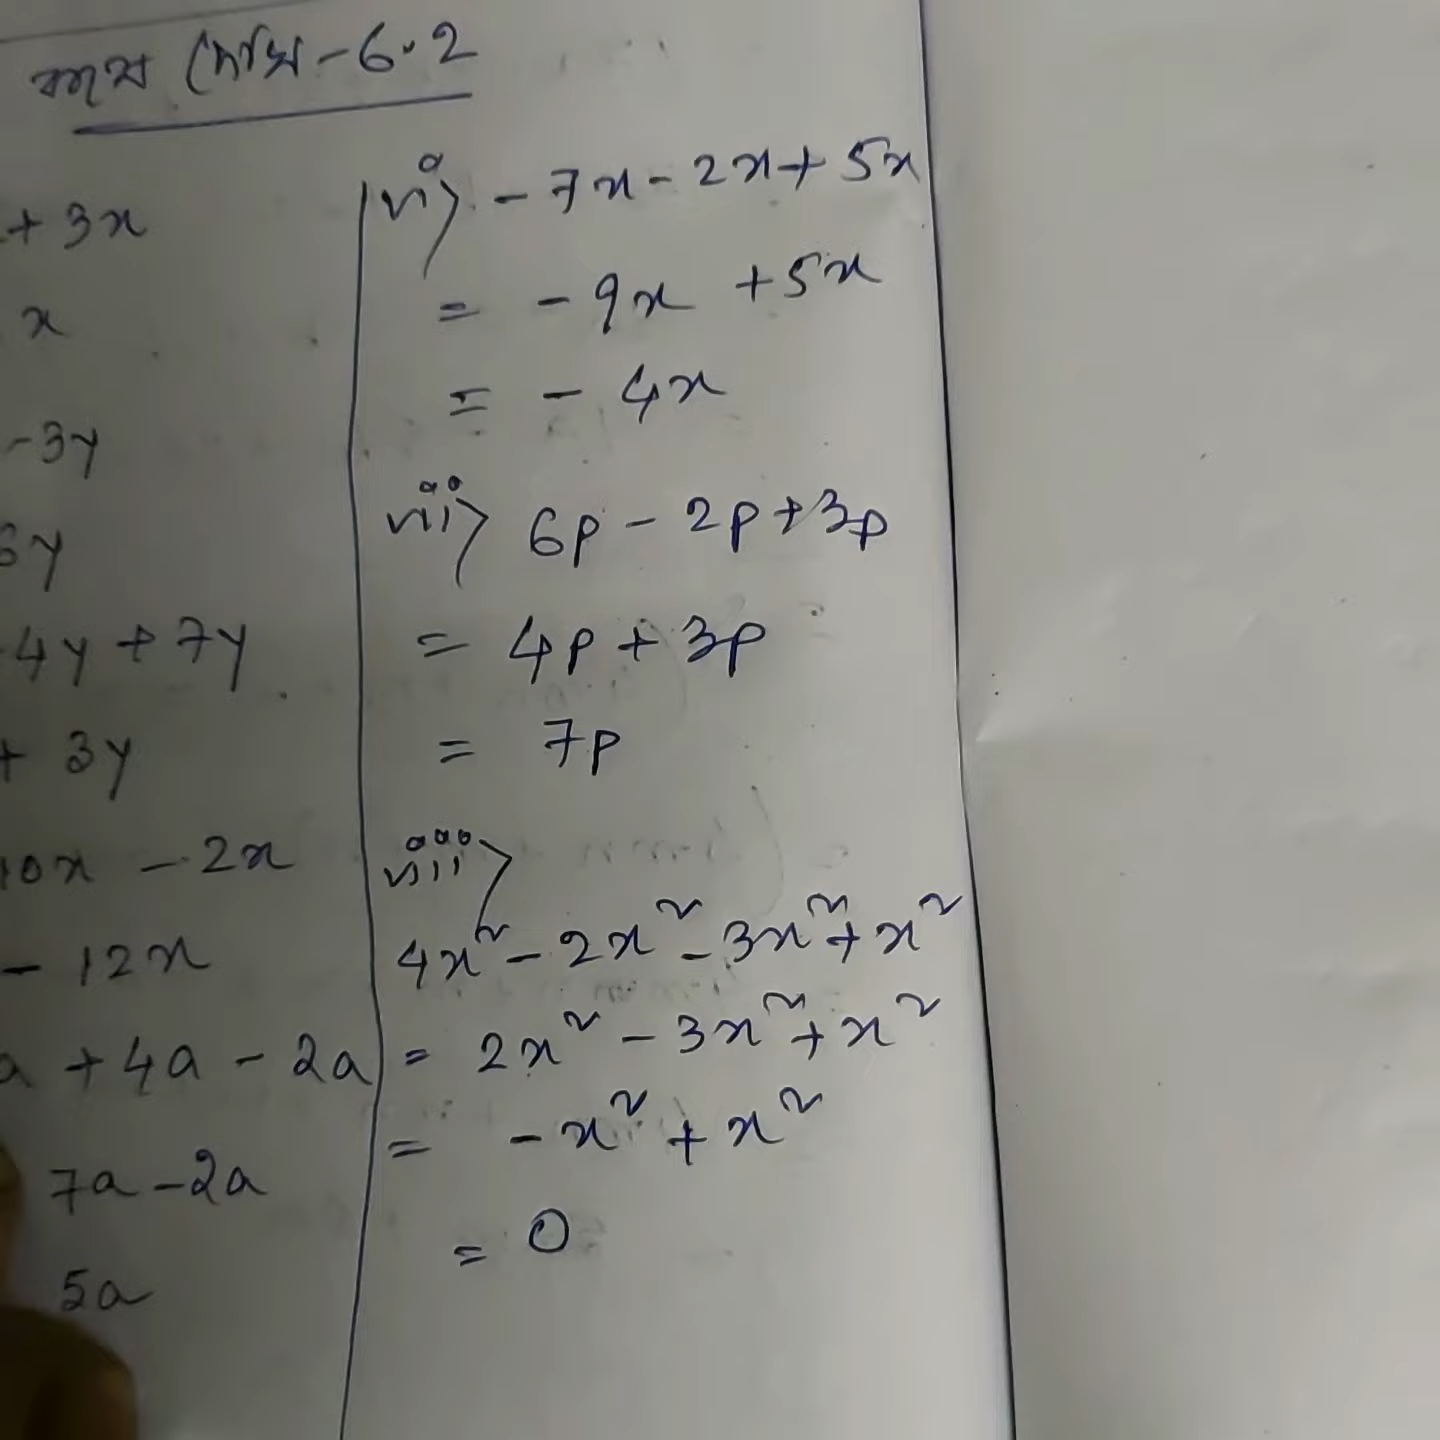 কষে দেখি - 6.2
+ 3x
x
- 3y
3y
4y + 7y
+ 3y
10x - 2x
- 12x
a + 4a - 2a
7a - 2a
5a
vi) - 7x - 2x + 5x
= - 9x + 5x
= - 4x
vii) 6p - 2p + 3p
= 4p + 3p
= 7p
viii)
4x² - 2x² - 3x² + x²
= 2x² - 3x² + x²
= - x² + x²
= 0